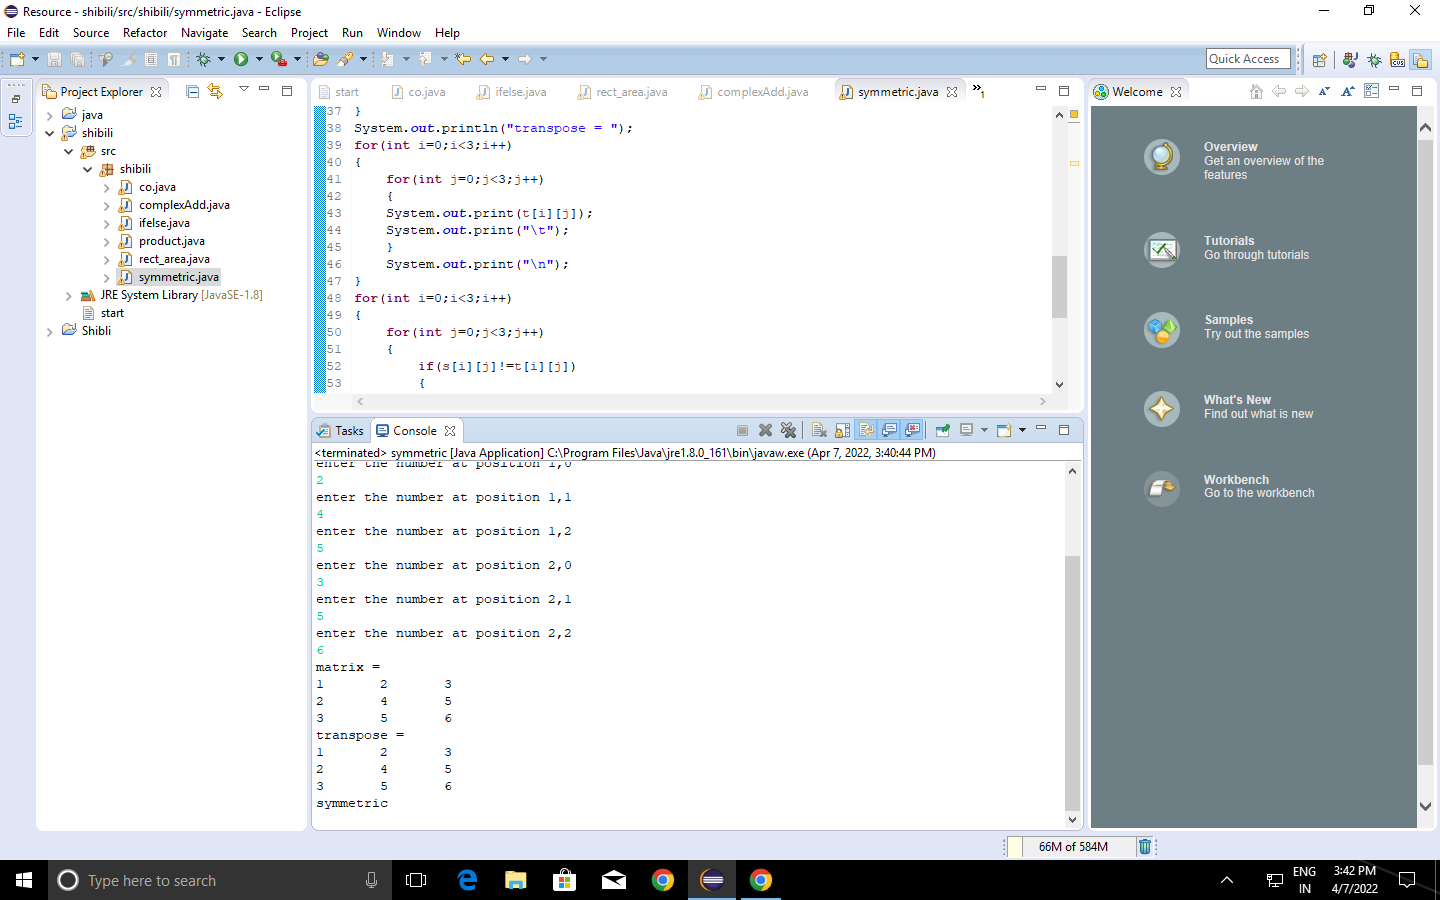 Resource - shibili/src/shibili/symmetric.java - Eclipse
File Edit Source Refactor Navigate Search Project Run Window Help
Quick Access
Project Explorer
java
shibili
src
shibili
co.java
complexAdd.java
ifelse.java
product.java
rect_area.java
symmetric.java
JRE System Library [JavaSE-1.8]
start
Shibli
start co.java ifelse.java rect_area.java complexAdd.java symmetric.java »1
37 }
38 System.out.println("transpose = ");
39 for(int i=0;i<3;i++)
40 {
41 for(int j=0;j<3;j++)
42 {
43 System.out.print(t[i][j]);
44 System.out.print("\t");
45 }
46 System.out.print("\n");
47 }
48 for(int i=0;i<3;i++)
49 {
50 for(int j=0;j<3;j++)
51 {
52 if(s[i][j]!=t[i][j])
53 {
Tasks Console
<terminated> symmetric [Java Application] C:\Program Files\Java\jre1.8.0_161\bin\javaw.exe (Apr 7, 2022, 3:40:44 PM)
enter the number at position 1,0
2
enter the number at position 1,1
4
enter the number at position 1,2
5
enter the number at position 2,0
3
enter the number at position 2,1
5
enter the number at position 2,2
6
matrix =
1 2 3
2 4 5
3 5 6
transpose =
1 2 3
2 4 5
3 5 6
symmetric
Welcome
Overview
Get an overview of the
features
Tutorials
Go through tutorials
Samples
Try out the samples
What's New
Find out what is new
Workbench
Go to the workbench
66M of 584M
Type here to search
ENG
IN
3:42 PM
4/7/2022